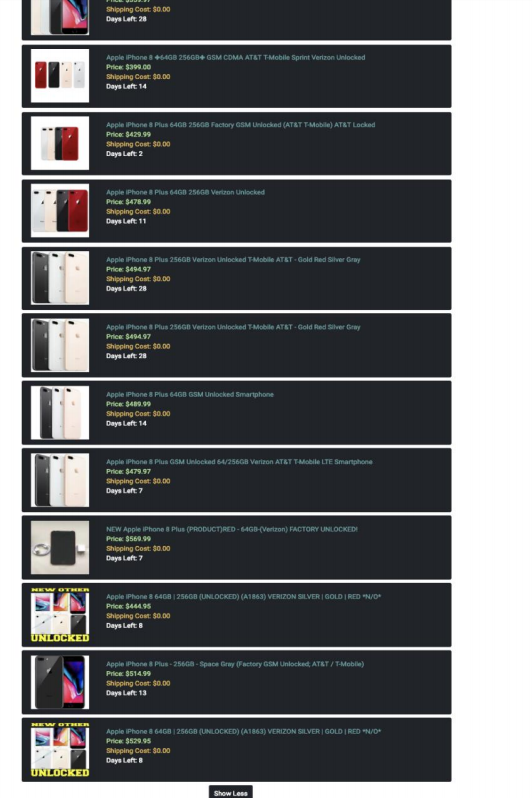 Shipping Cost: $0.00
Days Left: 28
Apple iPhone 8 ✤64GB 256GB✤ GSM CDMA AT&T T-Mobile Sprint Verizon Unlocked
Price: $399.00
Shipping Cost: $0.00
Days Left: 14
Apple iPhone 8 Plus 64GB 256GB Factory GSM Unlocked (AT&T T-Mobile) AT&T Locked
Price: $429.99
Shipping Cost: $0.00
Days Left: 2
Apple iPhone 8 Plus 64GB 256GB Verizon Unlocked
Price: $478.99
Shipping Cost: $0.00
Days Left: 11
Apple iPhone 8 Plus 256GB Verizon Unlocked T-Mobile AT&T - Gold Red Silver Gray
Price: $494.97
Shipping Cost: $0.00
Days Left: 28
Apple iPhone 8 Plus 256GB Verizon Unlocked T-Mobile AT&T - Gold Red Silver Gray
Price: $494.97
Shipping Cost: $0.00
Days Left: 28
Apple iPhone 8 Plus 64GB GSM Unlocked Smartphone
Price: $489.99
Shipping Cost: $0.00
Days Left: 14
Apple iPhone 8 Plus GSM Unlocked 64/256GB Verizon AT&T T-Mobile LTE Smartphone
Price: $479.97
Shipping Cost: $0.00
Days Left: 7
NEW Apple iPhone 8 Plus (PRODUCT)RED - 64GB-(Verizon) FACTORY UNLOCKED!
Price: $569.99
Shipping Cost: $0.00
Days Left: 7
NEW OTHER
UNLOCKED
Apple iPhone 8 64GB | 256GB (UNLOCKED) (A1863) VERIZON SILVER | GOLD | RED *N/O*
Price: $444.95
Shipping Cost: $0.00
Days Left: 8
Apple iPhone 8 Plus - 256GB - Space Gray (Factory GSM Unlocked; AT&T / T-Mobile)
Price: $514.99
Shipping Cost: $0.00
Days Left: 13
NEW OTHER
UNLOCKED
Apple iPhone 8 64GB | 256GB (UNLOCKED) (A1863) VERIZON SILVER | GOLD | RED *N/O*
Price: $529.95
Shipping Cost: $0.00
Days Left: 8
Show Less